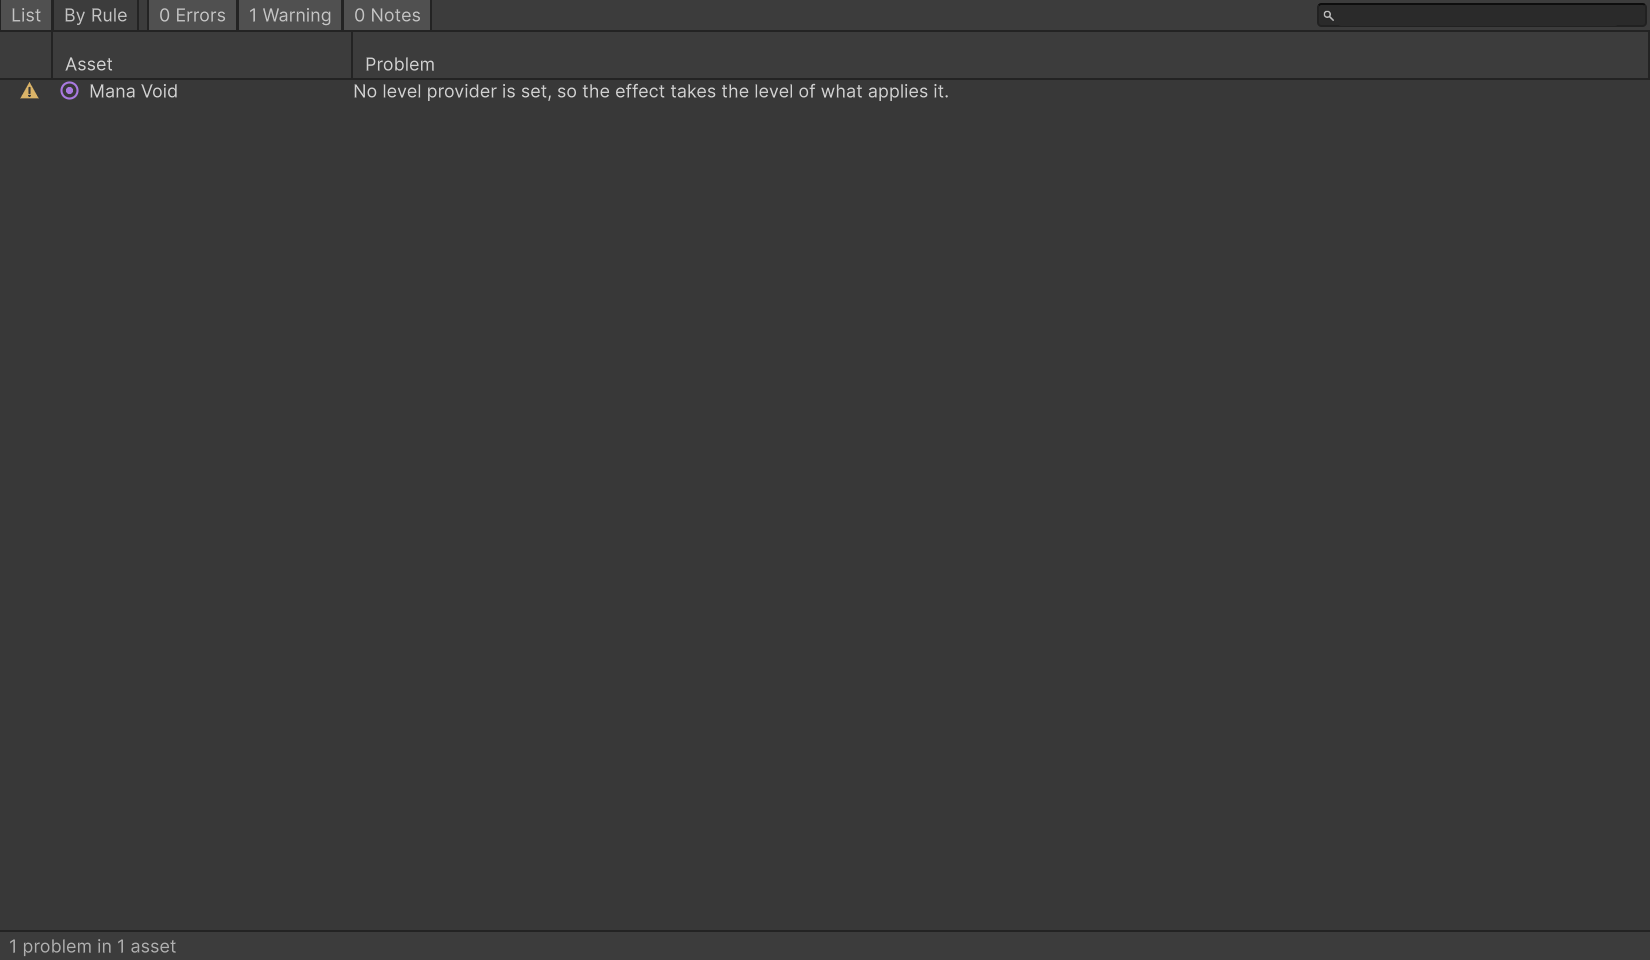 List By Rule 0 Errors 1 Warning 0 Notes
Asset Problem
Mana Void No level provider is set, so the effect takes the level of what applies it.
1 problem in 1 asset